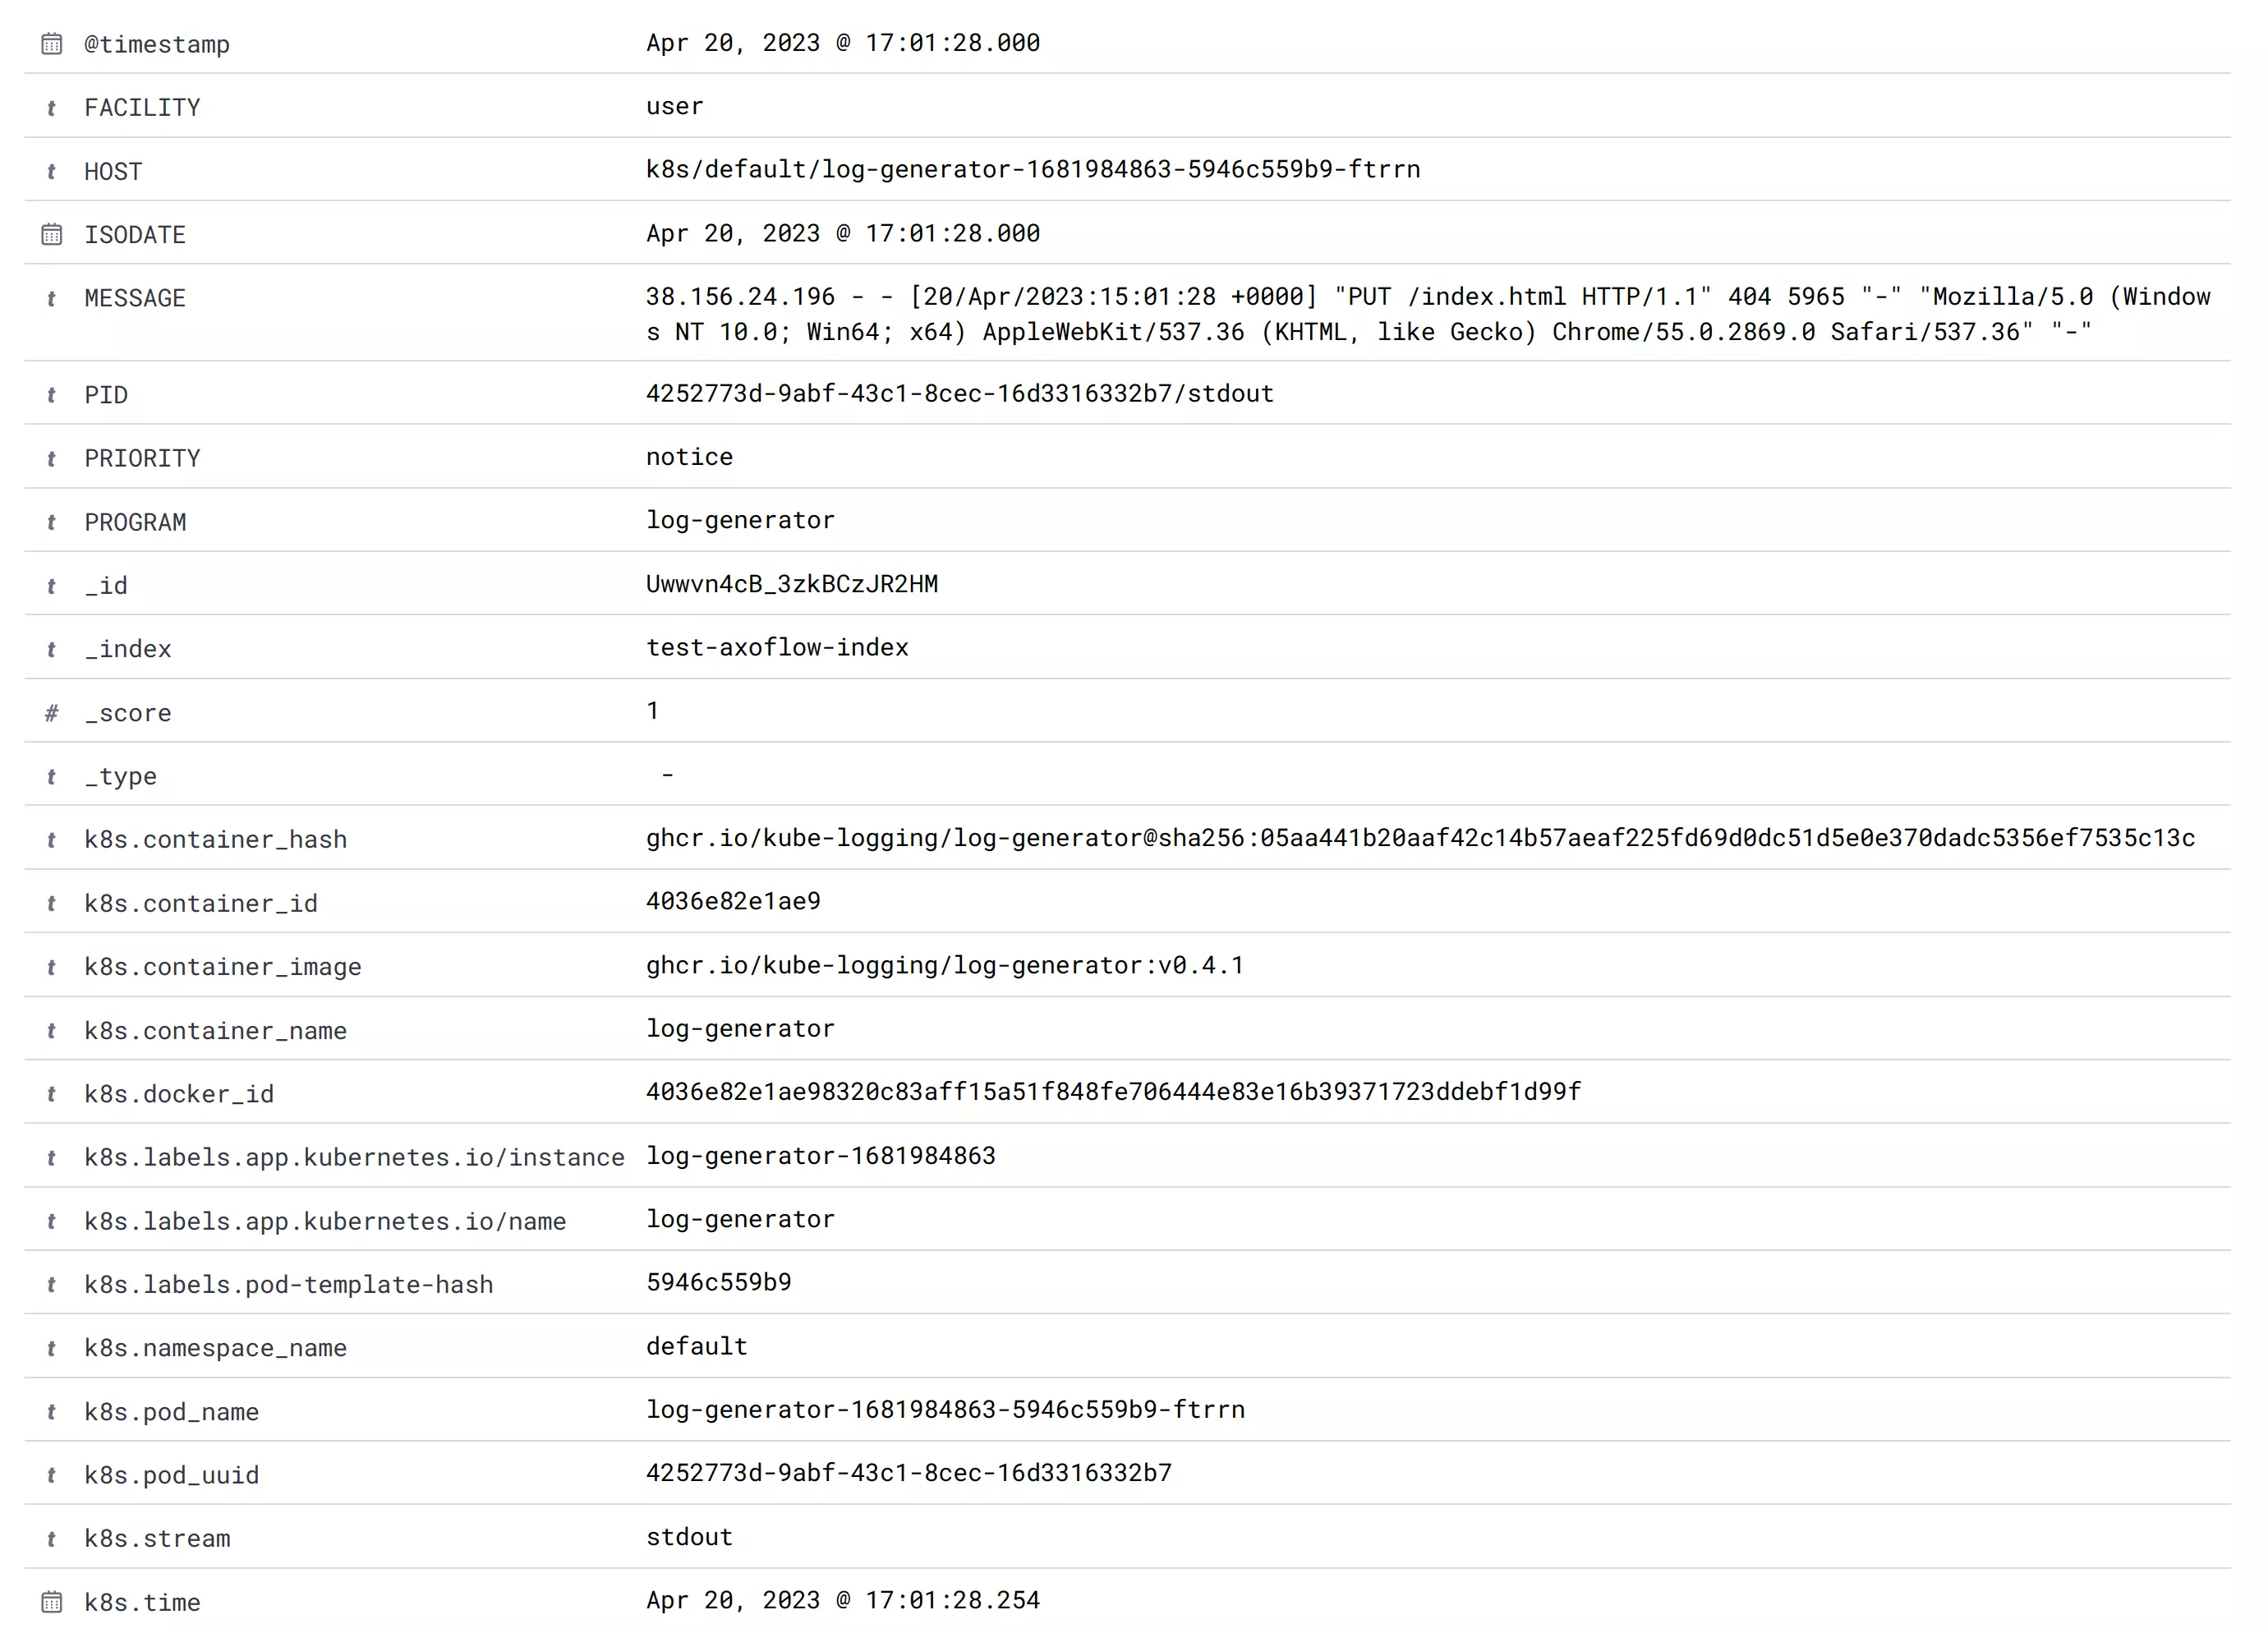 @timestamp Apr 20, 2023 @ 17:01:28.000
t FACILITY user
t HOST k8s/default/log-generator-1681984863-5946c559b9-ftrrn
ISODATE Apr 20, 2023 @ 17:01:28.000
t MESSAGE 38.156.24.196 - - [20/Apr/2023:15:01:28 +0000] "PUT /index.html HTTP/1.1" 404 5965 "-" "Mozilla/5.0 (Window
s NT 10.0; Win64; x64) AppleWebKit/537.36 (KHTML, like Gecko) Chrome/55.0.2869.0 Safari/537.36" "-"
t PID 4252773d-9abf-43c1-8cec-16d3316332b7/stdout
t PRIORITY notice
t PROGRAM log-generator
t _id Uwwvn4cB_3zkBCzJR2HM
t _index test-axoflow-index
# _score 1
t _type -
t k8s.container_hash ghcr.io/kube-logging/log-generator@sha256:05aa441b20aaf42c14b57aeaf225fd69d0dc51d5e0e370dadc5356ef7535c13c
t k8s.container_id 4036e82e1ae9
t k8s.container_image ghcr.io/kube-logging/log-generator:v0.4.1
t k8s.container_name log-generator
t k8s.docker_id 4036e82e1ae98320c83aff15a51f848fe706444e83e16b39371723ddebf1d99f
t k8s.labels.app.kubernetes.io/instance log-generator-1681984863
t k8s.labels.app.kubernetes.io/name log-generator
t k8s.labels.pod-template-hash 5946c559b9
t k8s.namespace_name default
t k8s.pod_name log-generator-1681984863-5946c559b9-ftrrn
t k8s.pod_uuid 4252773d-9abf-43c1-8cec-16d3316332b7
t k8s.stream stdout
k8s.time Apr 20, 2023 @ 17:01:28.254